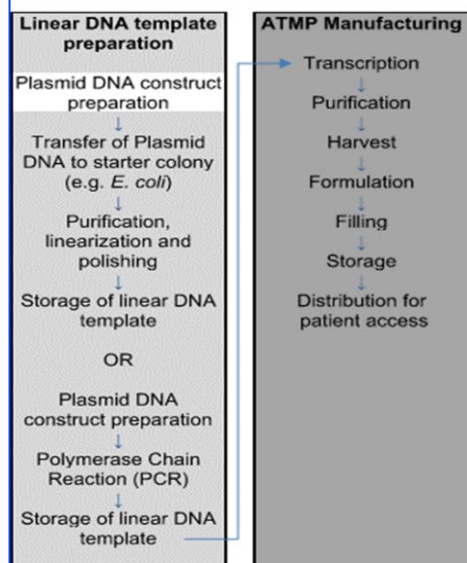 Linear DNA template
preparation
Plasmid DNA construct
preparation
Transfer of Plasmid
DNA to starter colony
(e.g. E. coli)
Purification,
linearization and
polishing
Storage of linear DNA
template
OR
Plasmid DNA
construct preparation
Polymerase Chain
Reaction (PCR)
Storage of linear DNA
template
ATMP Manufacturing
Transcription
Purification
Harvest
Formulation
Filling
Storage
Distribution for
patient access